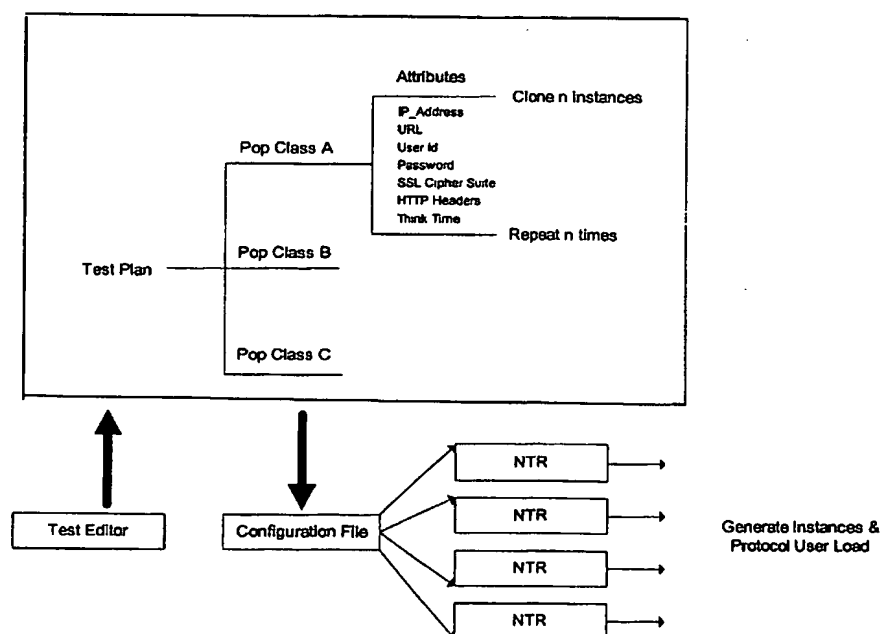 Attributes
Clone n instances
IP_Address
URL
User Id
Password
SSL Cipher Suite
HTTP Headers
Think Time
Pop Class A
Repeat n times
Pop Class B
Test Plan
Pop Class C
Test Editor
Configuration File
NTR
NTR
NTR
NTR
Generate Instances &
Protocol User Load